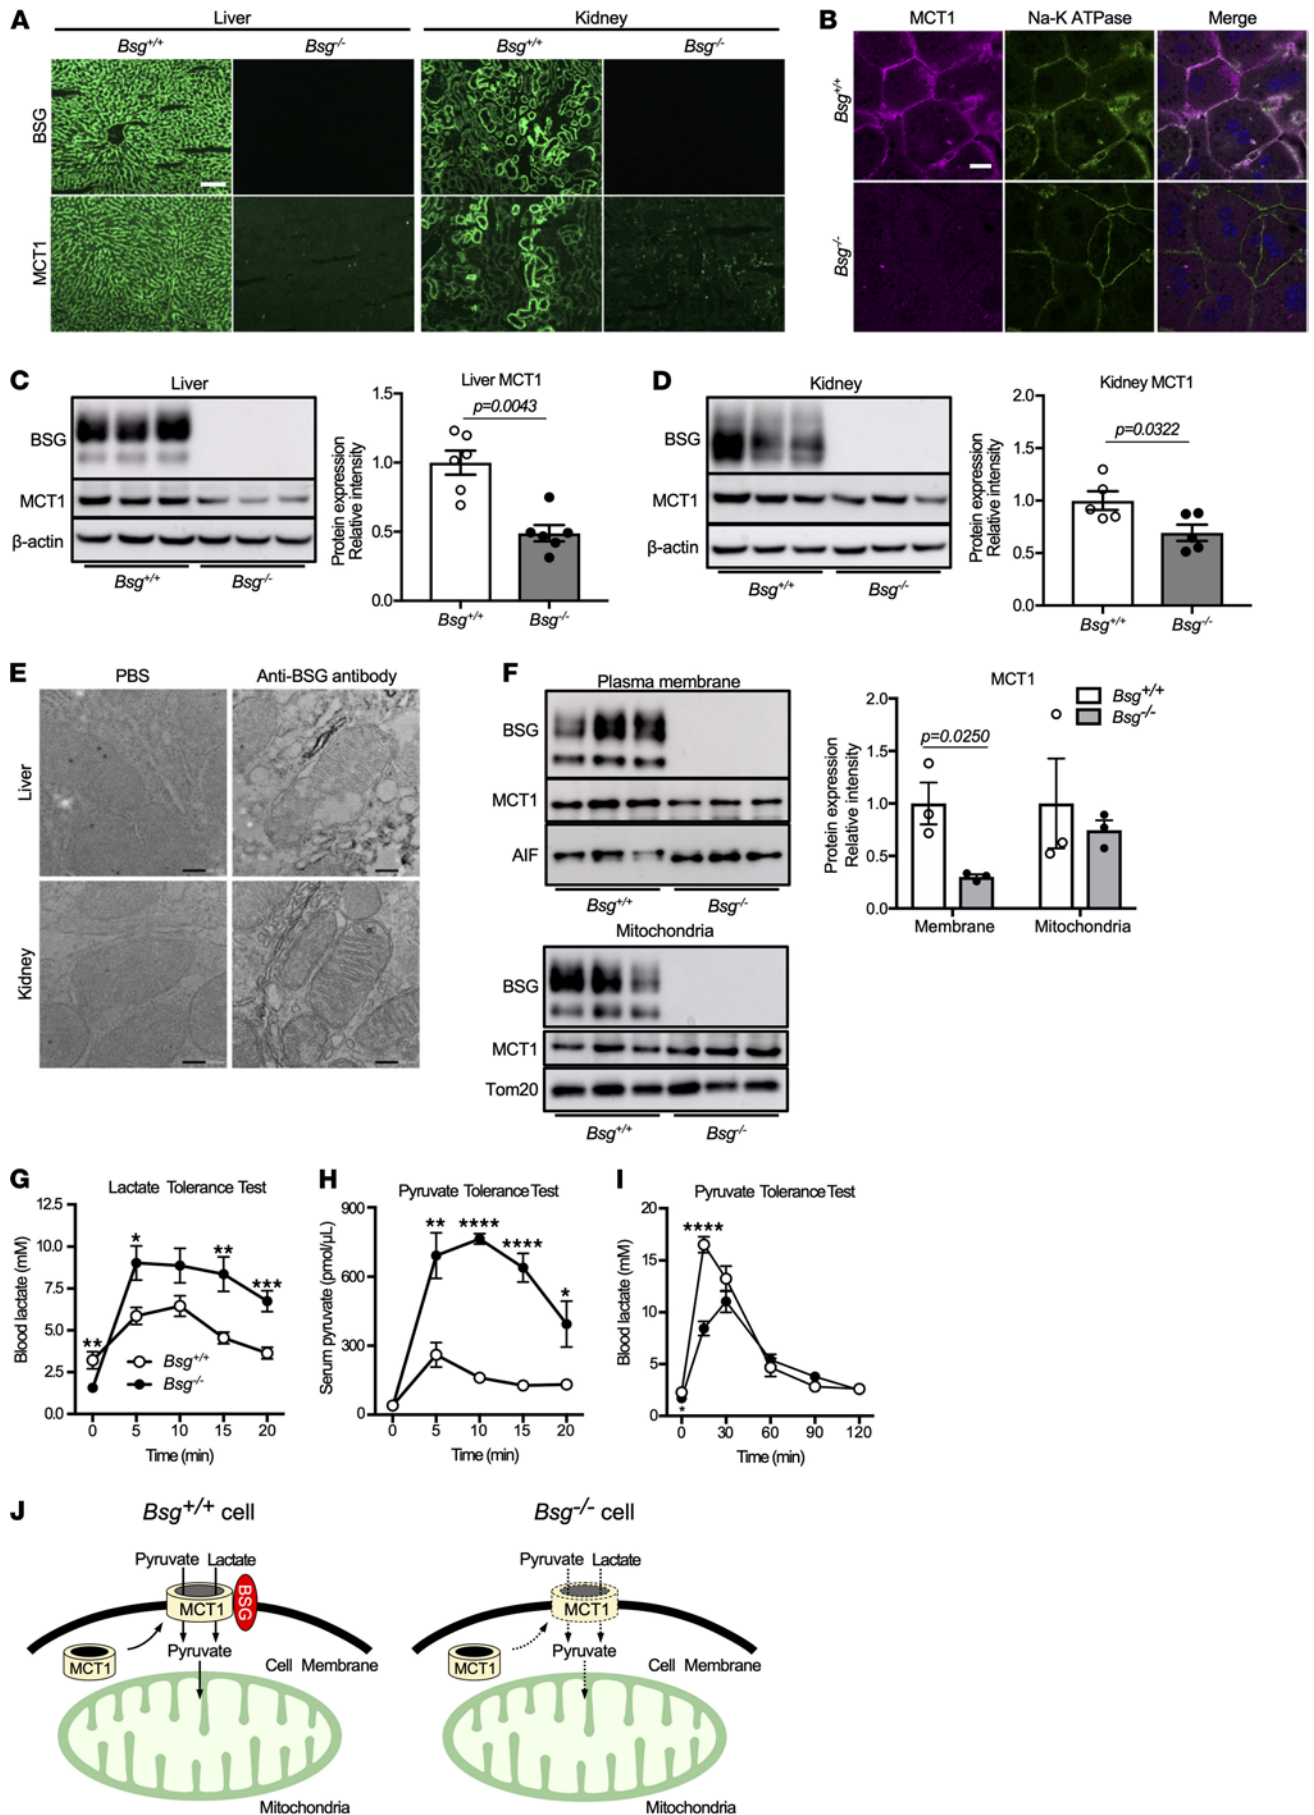 A
Liver
Kidney
Bsg+/+
Bsg-/-
Bsg+/+
Bsg-/-
BSG
MCT1
B
MCT1
Na-K ATPase
Merge
Bsg+/+
Bsg-/-
C
Liver
BSG
MCT1
β-actin
Bsg+/+
Bsg-/-
Liver MCT1
p=0.0043
Protein expression
Relative intensity
1.5
1.0
0.5
0.0
Bsg+/+
Bsg-/-
D
Kidney
BSG
MCT1
β-actin
Bsg+/+
Bsg-/-
Kidney MCT1
p=0.0322
Protein expression
Relative intensity
2.0
1.5
1.0
0.5
0.0
Bsg+/+
Bsg-/-
E
PBS
Anti-BSG antibody
Liver
Kidney
F
Plasma membrane
BSG
MCT1
AIF
Bsg+/+
Bsg-/-
Mitochondria
BSG
MCT1
Tom20
Bsg+/+
Bsg-/-
MCT1
Bsg+/+
Bsg-/-
p=0.0250
Protein expression
Relative intensity
2.0
1.5
1.0
0.5
0.0
Membrane
Mitochondria
G
Lactate Tolerance Test
Blood lactate (mM)
12.5
10.0
7.5
5.0
2.5
0.0
**
*
**
***
Bsg+/+
Bsg-/-
0 5 10 15 20
Time (min)
H
Pyruvate Tolerance Test
Serum pyruvate (pmol/μL)
900
600
300
0
**
****
****
*
0 5 10 15 20
Time (min)
I
Pyruvate Tolerance Test
Blood lactate (mM)
20
15
10
5
0
****
*
0 30 60 90 120
Time (min)
J
Bsg+/+ cell
Pyruvate Lactate
MCT1
BSG
Pyruvate
MCT1
Cell Membrane
Mitochondria
Bsg-/- cell
Pyruvate Lactate
MCT1
Pyruvate
MCT1
Cell Membrane
Mitochondria